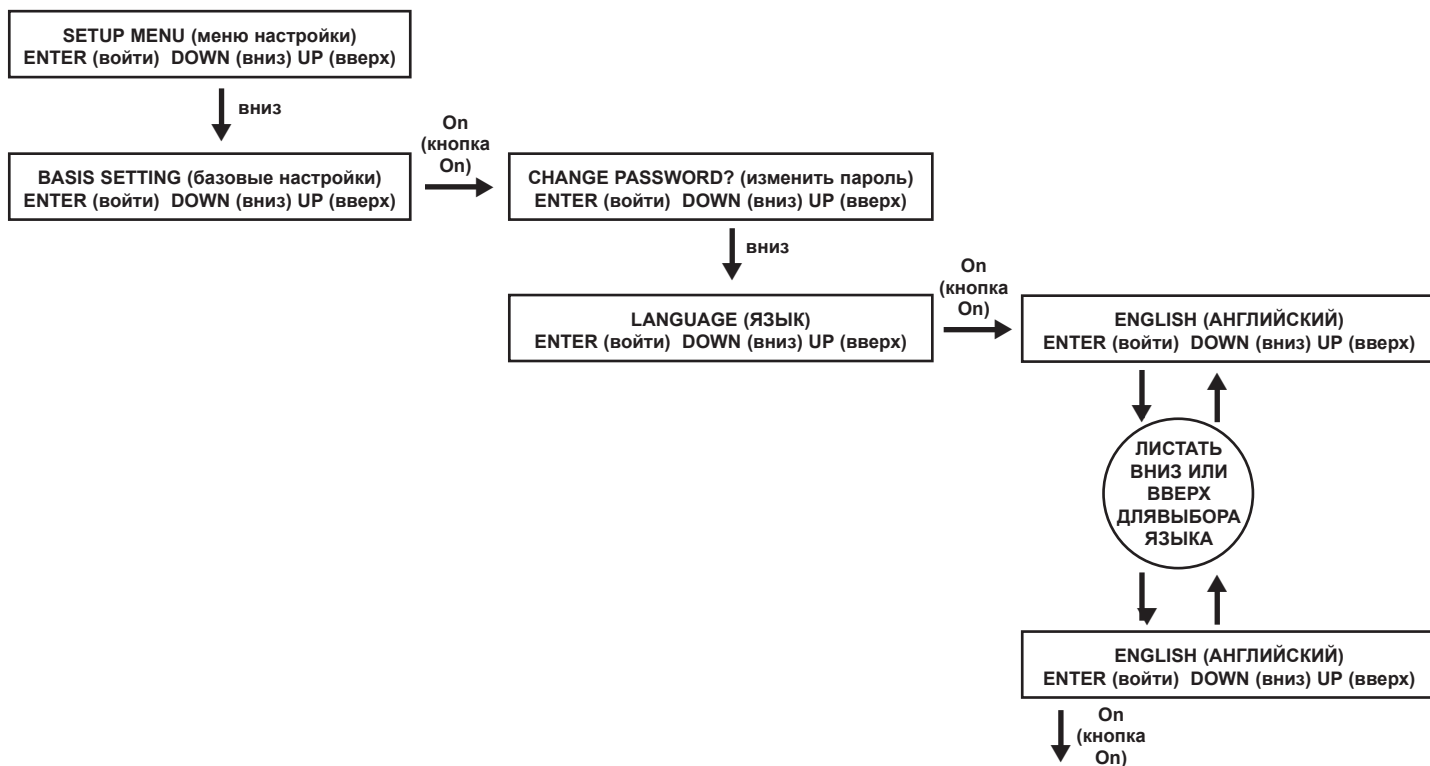 SETUP MENU (меню настройки)
ENTER (войти) DOWN (вниз) UP (вверх)
вниз
BASIS SETTING (базовые настройки)
ENTER (войти) DOWN (вниз) UP (вверх)
On
(кнопка
On)
CHANGE PASSWORD? (изменить пароль)
ENTER (войти) DOWN (вниз) UP (вверх)
вниз
LANGUAGE (ЯЗЫК)
ENTER (войти) DOWN (вниз) UP (вверх)
On
(кнопка
On)
ENGLISH (АНГЛИЙСКИЙ)
ENTER (войти) DOWN (вниз) UP (вверх)
ЛИСТАТЬ
ВНИЗ ИЛИ
ВВЕРХ
ДЛЯВЫБОРА
ЯЗЫКА
ENGLISH (АНГЛИЙСКИЙ)
ENTER (войти) DOWN (вниз) UP (вверх)
On
(кнопка
On)